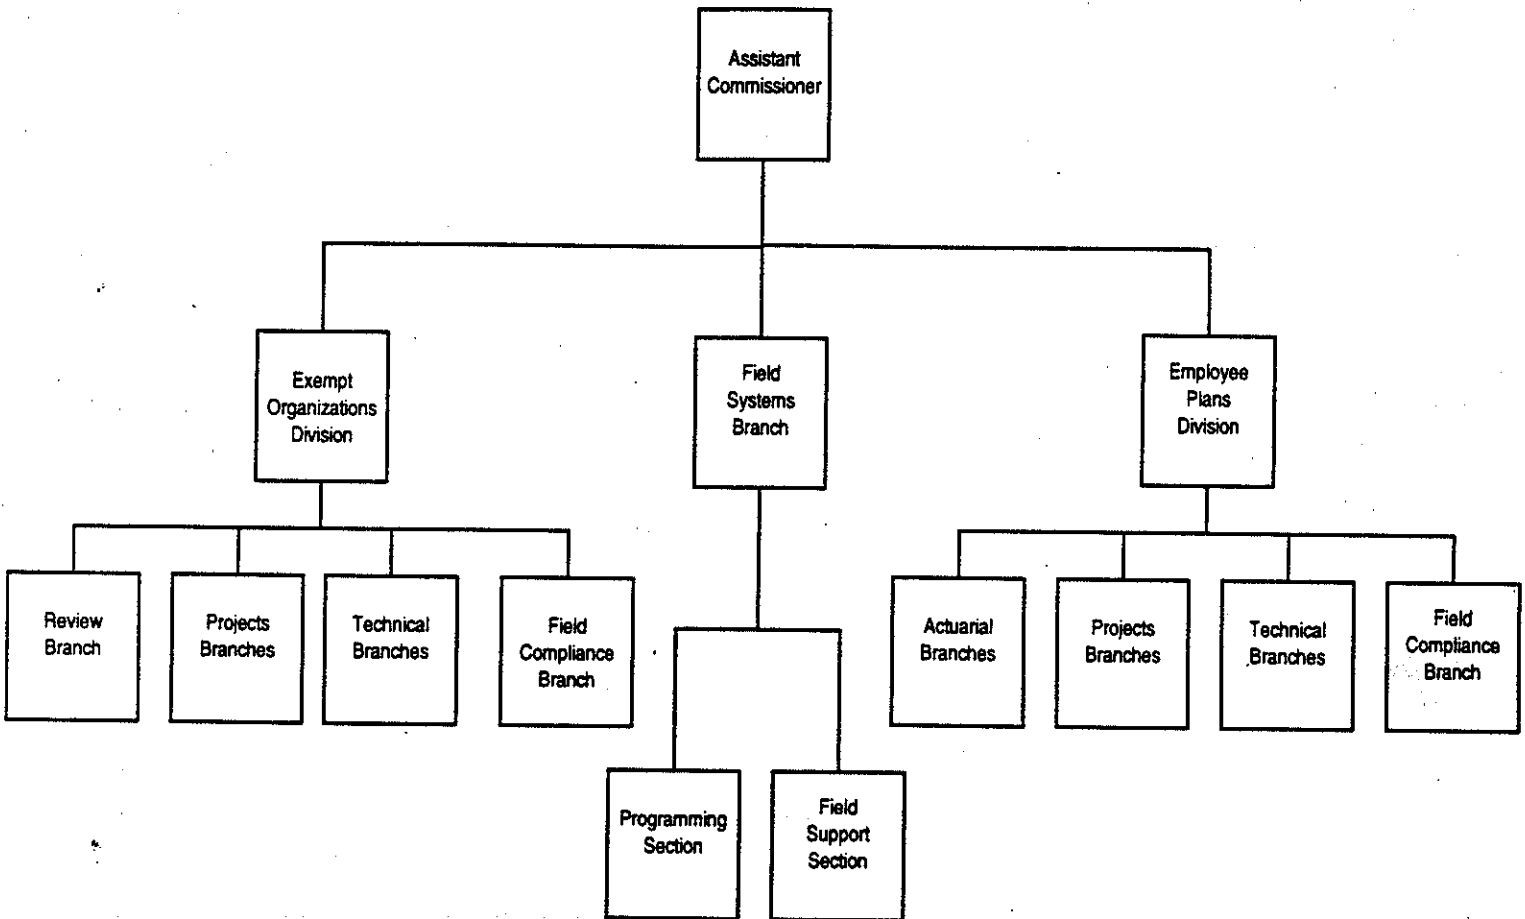 Assistant
Commissioner
Exempt
Organizations
Division
Field
Systems
Branch
Employee
Plans
Division
Review
Branch
Projects
Branches
Technical
Branches
Field
Compliance
Branch
Actuarial
Branches
Projects
Branches
Technical
Branches
Field
Compliance
Branch
Programming
Section
Field
Support
Section